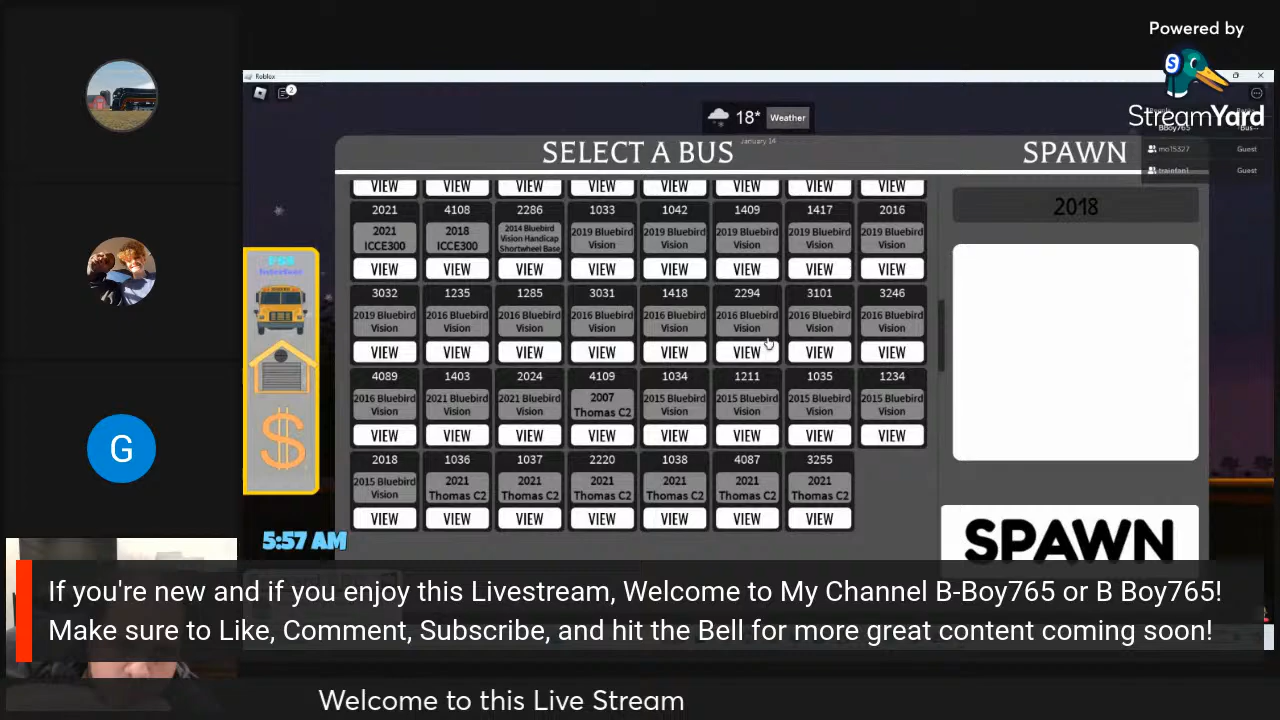 Powered by
StreamYard
Roblox
2
18* Weather
January 14
BBoy765
Bus...
mo15327 Guest
trainfan1 Guest
SELECT A BUS
SPAWN
2018
VIEW VIEW VIEW VIEW VIEW VIEW VIEW VIEW
2021 4108 2286 1033 1042 1409 1417 2016
2021 ICCE300 2018 ICCE300 2014 Bluebird Vision Handicap Shortwheel Base 2019 Bluebird Vision 2019 Bluebird Vision 2019 Bluebird Vision 2019 Bluebird Vision 2019 Bluebird Vision
VIEW VIEW VIEW VIEW VIEW VIEW VIEW VIEW
3032 1235 1285 3031 1418 2294 3101 3246
2019 Bluebird Vision 2016 Bluebird Vision 2016 Bluebird Vision 2016 Bluebird Vision 2016 Bluebird Vision 2016 Bluebird Vision 2016 Bluebird Vision 2016 Bluebird Vision
VIEW VIEW VIEW VIEW VIEW VIEW VIEW VIEW
4089 1403 2024 4109 1034 1211 1035 1234
2016 Bluebird Vision 2021 Bluebird Vision 2021 Bluebird Vision 2007 Thomas C2 2015 Bluebird Vision 2015 Bluebird Vision 2015 Bluebird Vision 2015 Bluebird Vision
VIEW VIEW VIEW VIEW VIEW VIEW VIEW VIEW
2018 1036 1037 2220 1038 4087 3255
2015 Bluebird Vision 2021 Thomas C2 2021 Thomas C2 2021 Thomas C2 2021 Thomas C2 2021 Thomas C2 2021 Thomas C2
VIEW VIEW VIEW VIEW VIEW VIEW VIEW
SPAWN
5:57 AM
G
If you're new and if you enjoy this Livestream, Welcome to My Channel B-Boy765 or B Boy765!
Make sure to Like, Comment, Subscribe, and hit the Bell for more great content coming soon!
Welcome to this Live Stream